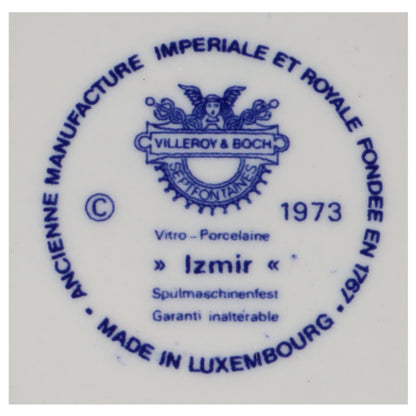 ANCIENNE MANUFACTURE IMPERIALE ET ROYALE FONDEE EN 1767 •
MADE IN LUXEMBOURG •
VILLEROY & BOCH
SEPTFONTAINES
© 1973
Vitro-Porcelaine
» Izmir «
Spulmaschinenfest
Garanti inaltérable